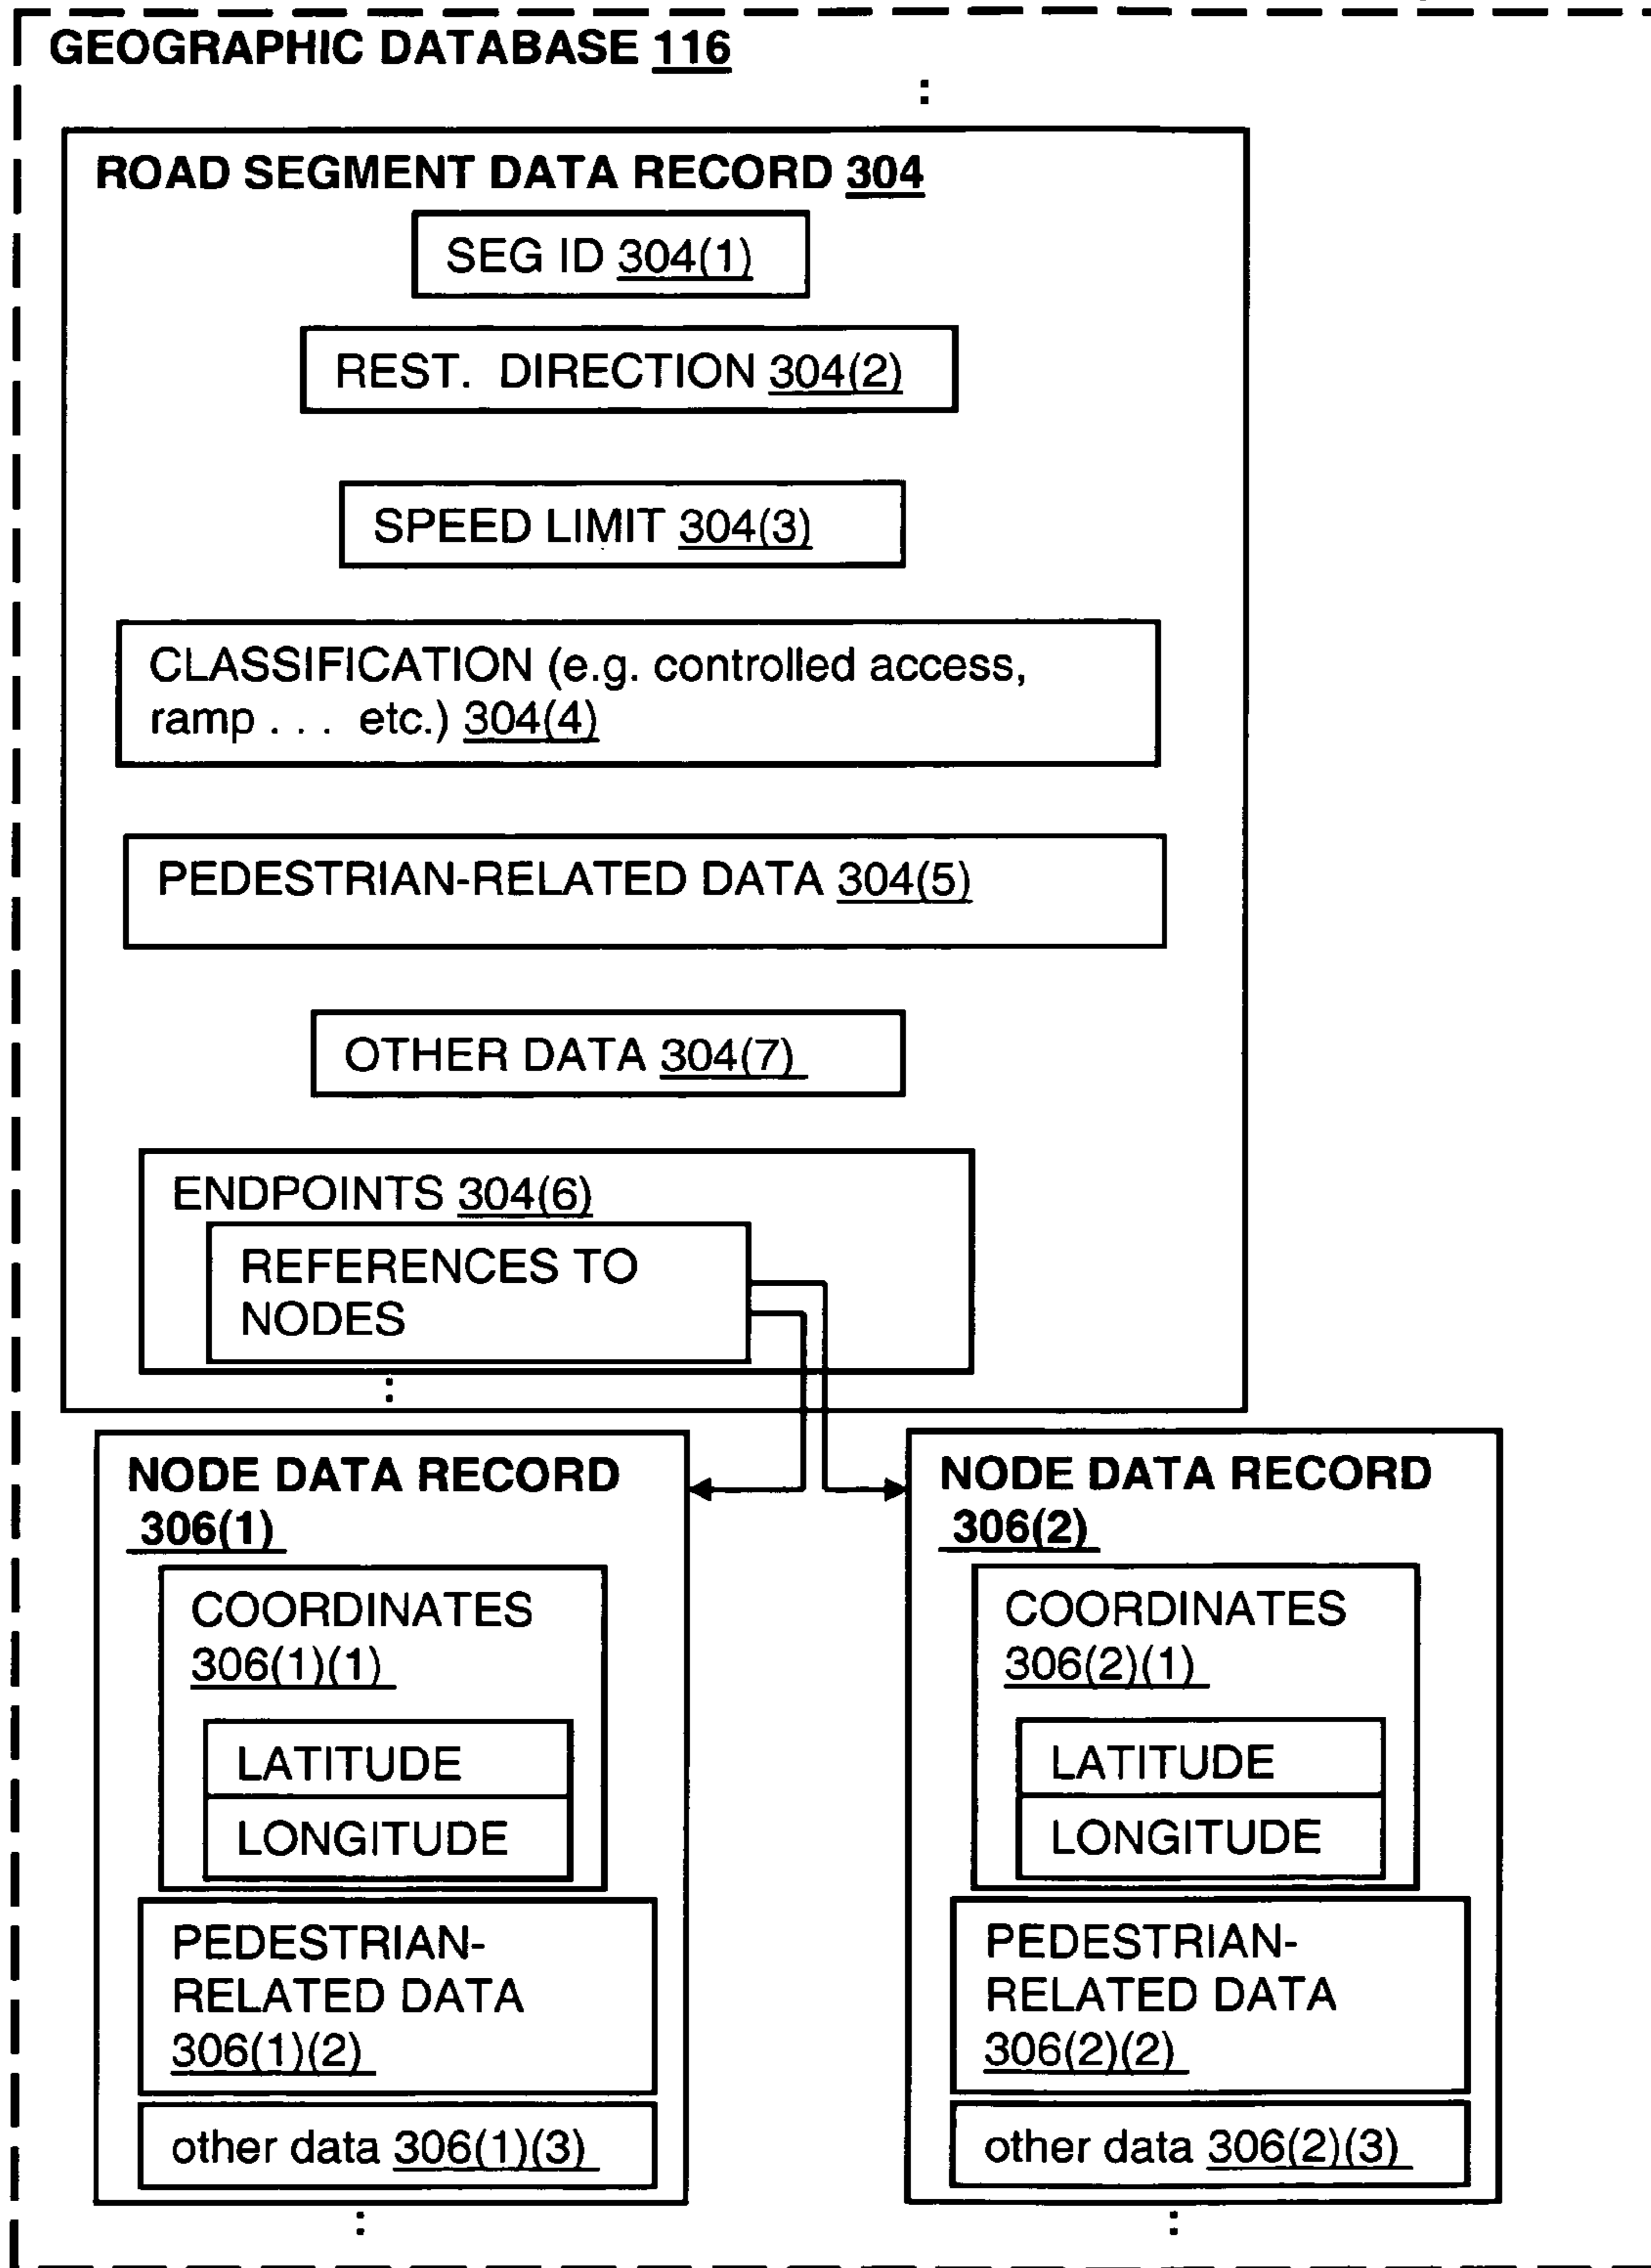 GEOGRAPHIC DATABASE 116
:
ROAD SEGMENT DATA RECORD 304
SEG ID 304(1)
REST. DIRECTION 304(2)
SPEED LIMIT 304(3)
CLASSIFICATION (e.g. controlled access,
ramp . . . etc.) 304(4)
PEDESTRIAN-RELATED DATA 304(5)
OTHER DATA 304(7)
ENDPOINTS 304(6)
REFERENCES TO
NODES
:
NODE DATA RECORD
306(1)
COORDINATES
306(1)(1)
LATITUDE
LONGITUDE
PEDESTRIAN-
RELATED DATA
306(1)(2)
other data 306(1)(3)
:
NODE DATA RECORD
306(2)
COORDINATES
306(2)(1)
LATITUDE
LONGITUDE
PEDESTRIAN-
RELATED DATA
306(2)(2)
other data 306(2)(3)
: